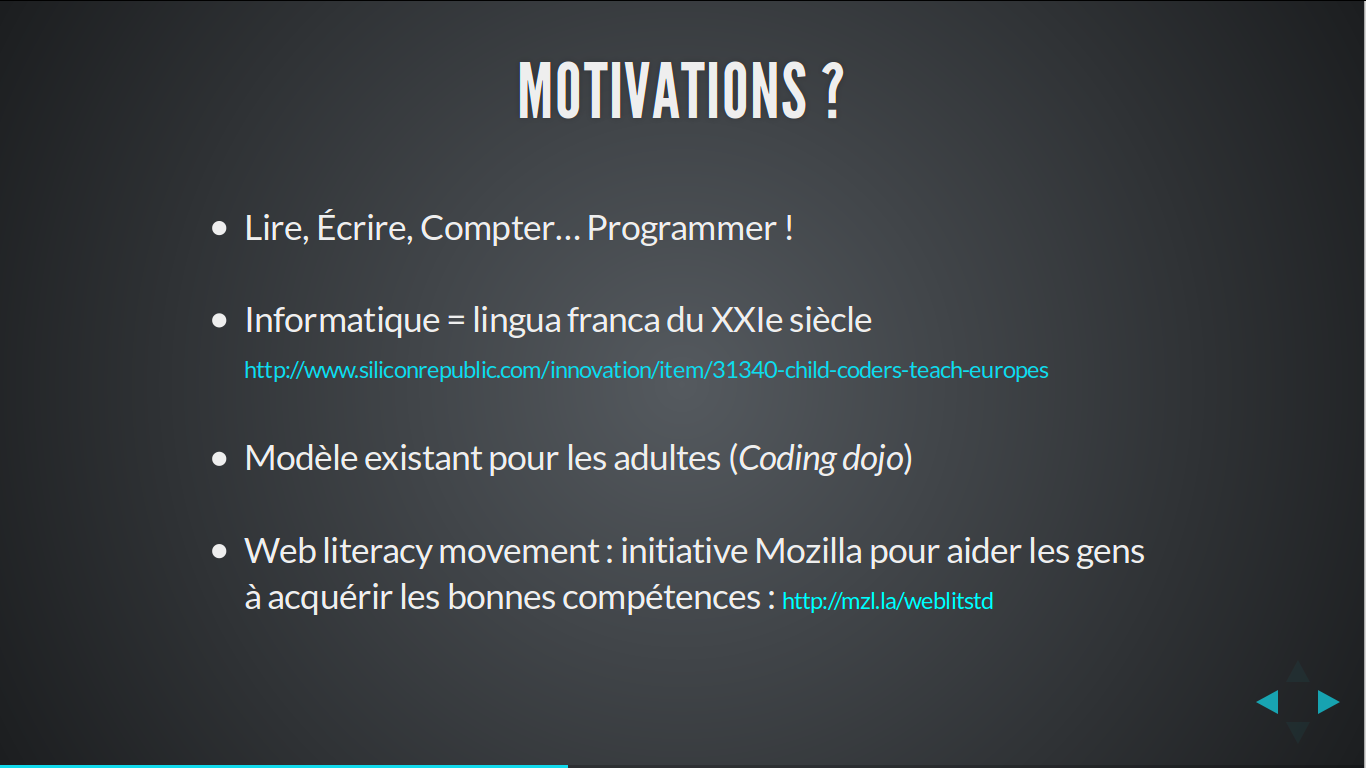 MOTIVATIONS ?
Lire, Écrire, Compter… Programmer !
Informatique = lingua franca du XXIe siècle
http://www.siliconrepublic.com/innovation/item/31340-child-coders-teach-europes
Modèle existant pour les adultes (Coding dojo)
Web literacy movement : initiative Mozilla pour aider les gens
à acquérir les bonnes compétences : http://mzl.la/weblitstd